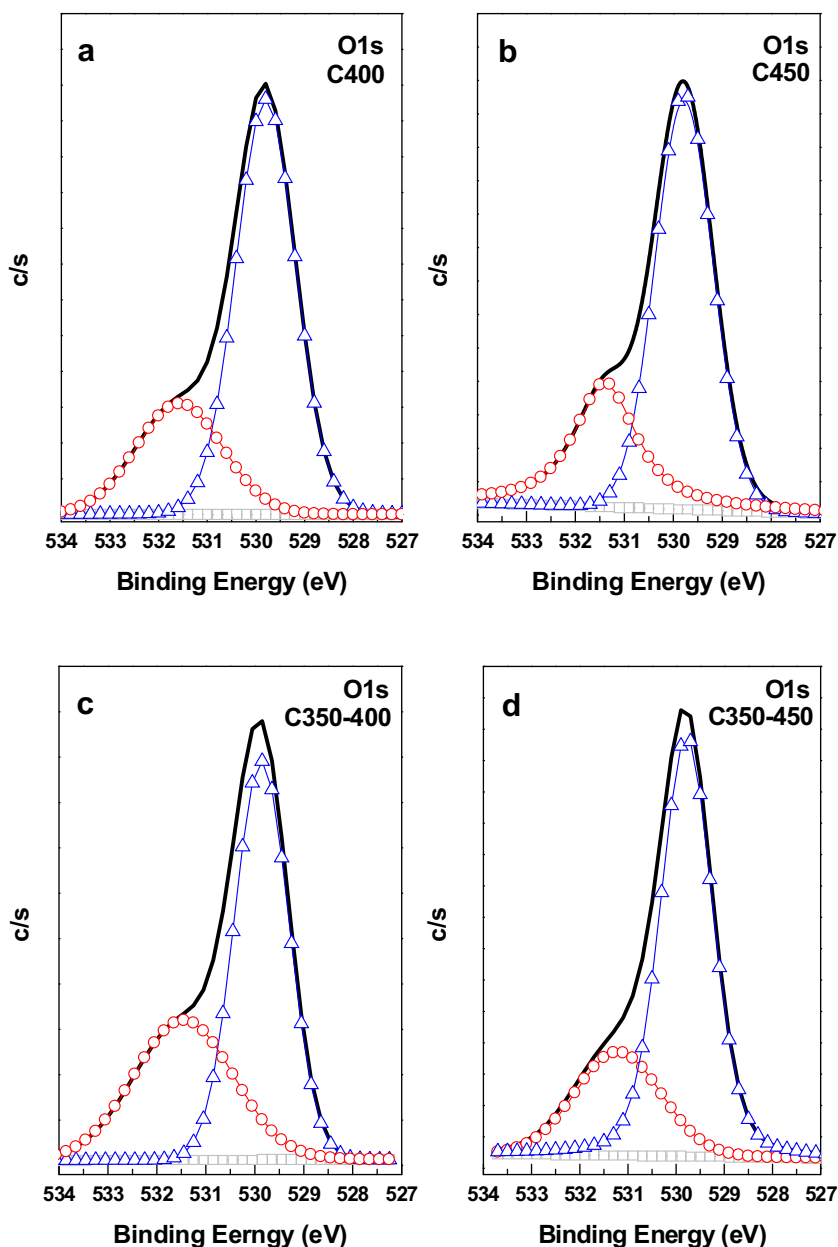 a
O1s
C400
c/s
534 533 532 531 530 529 528 527
Binding Energy (eV)
b
O1s
C450
c/s
534 533 532 531 530 529 528 527
Binding Energy (eV)
c
O1s
C350-400
c/s
534 533 532 531 530 529 528 527
Binding Eerngy (eV)
d
O1s
C350-450
c/s
534 533 532 531 530 529 528 527
Binding Energy (eV)